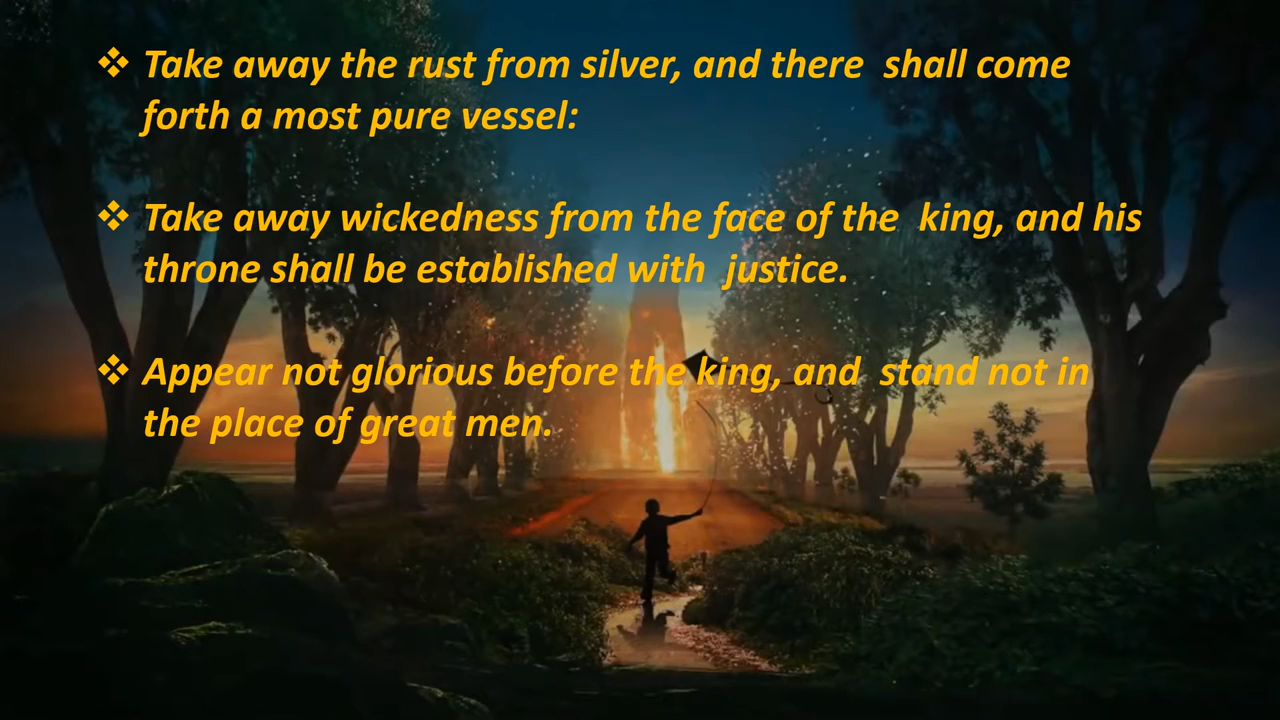 ❖ Take away the rust from silver, and there  shall come
forth a most pure vessel:
❖ Take away wickedness from the face of the  king, and his
throne shall be established with  justice.
❖ Appear not glorious before the king, and  stand not in
the place of great men.